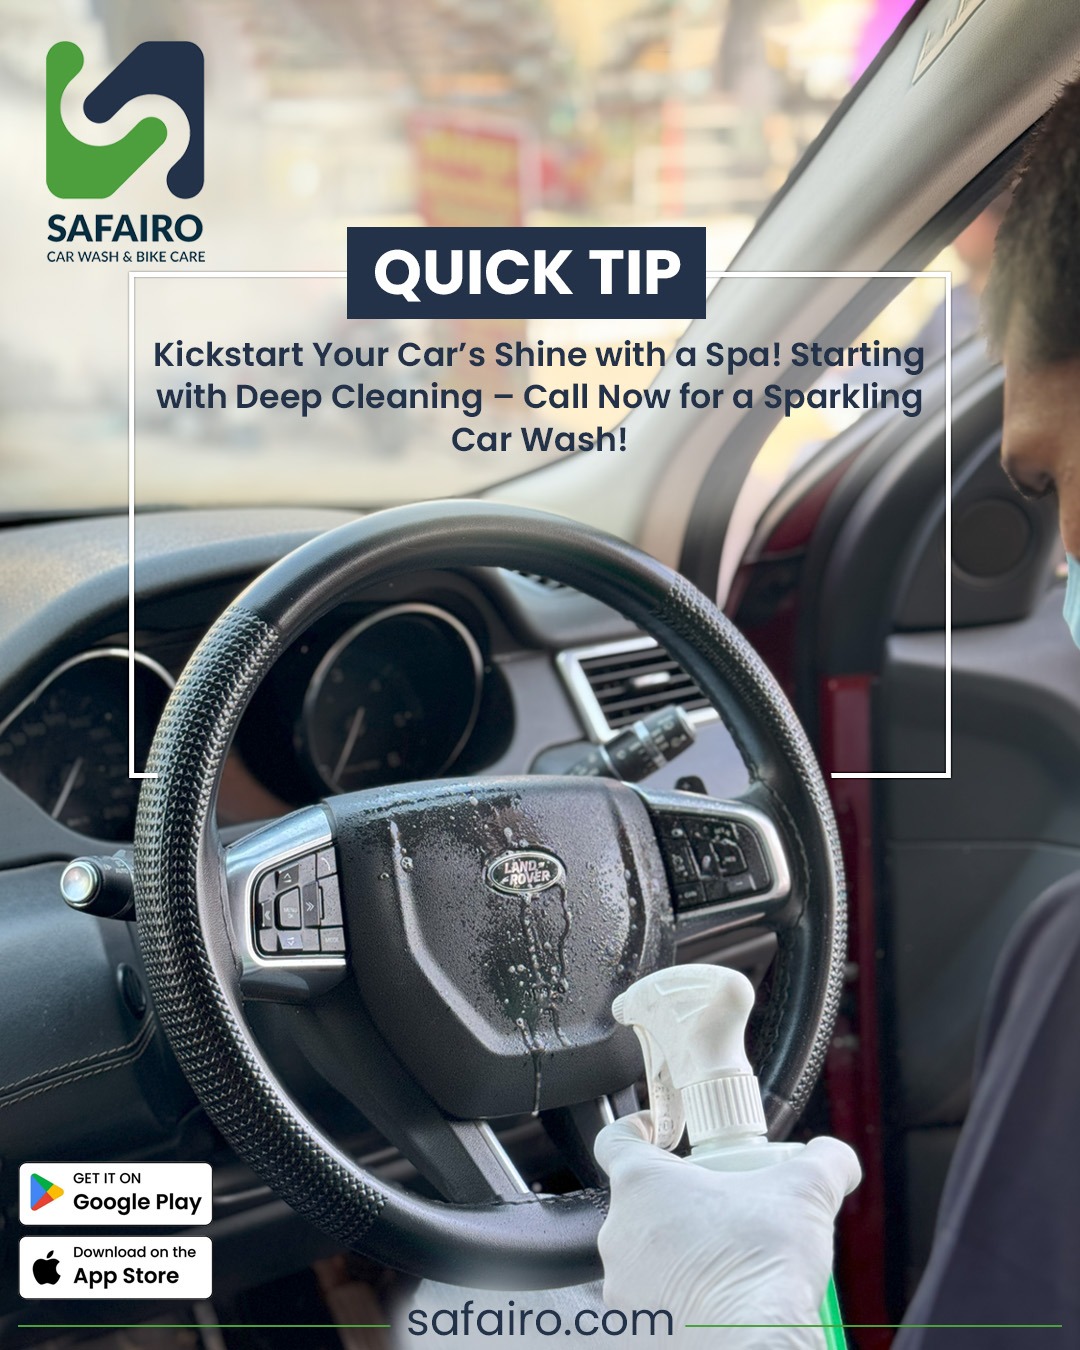 SAFAIRO
CAR WASH & BIKE CARE
QUICK TIP
Kickstart Your Car’s Shine with a Spa! Starting
with Deep Cleaning – Call Now for a Sparkling
Car Wash!
LAND
ROVER
GET IT ON
Google Play
Download on the
App Store
safairo.com